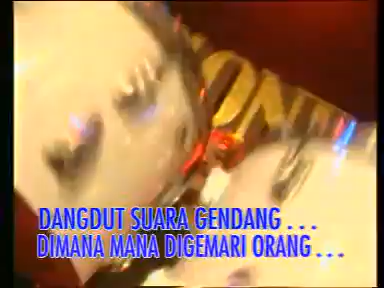 DANGDUT SUARA GENDANG . . .
DIMANA MANA DIGEMARI ORANG . . .